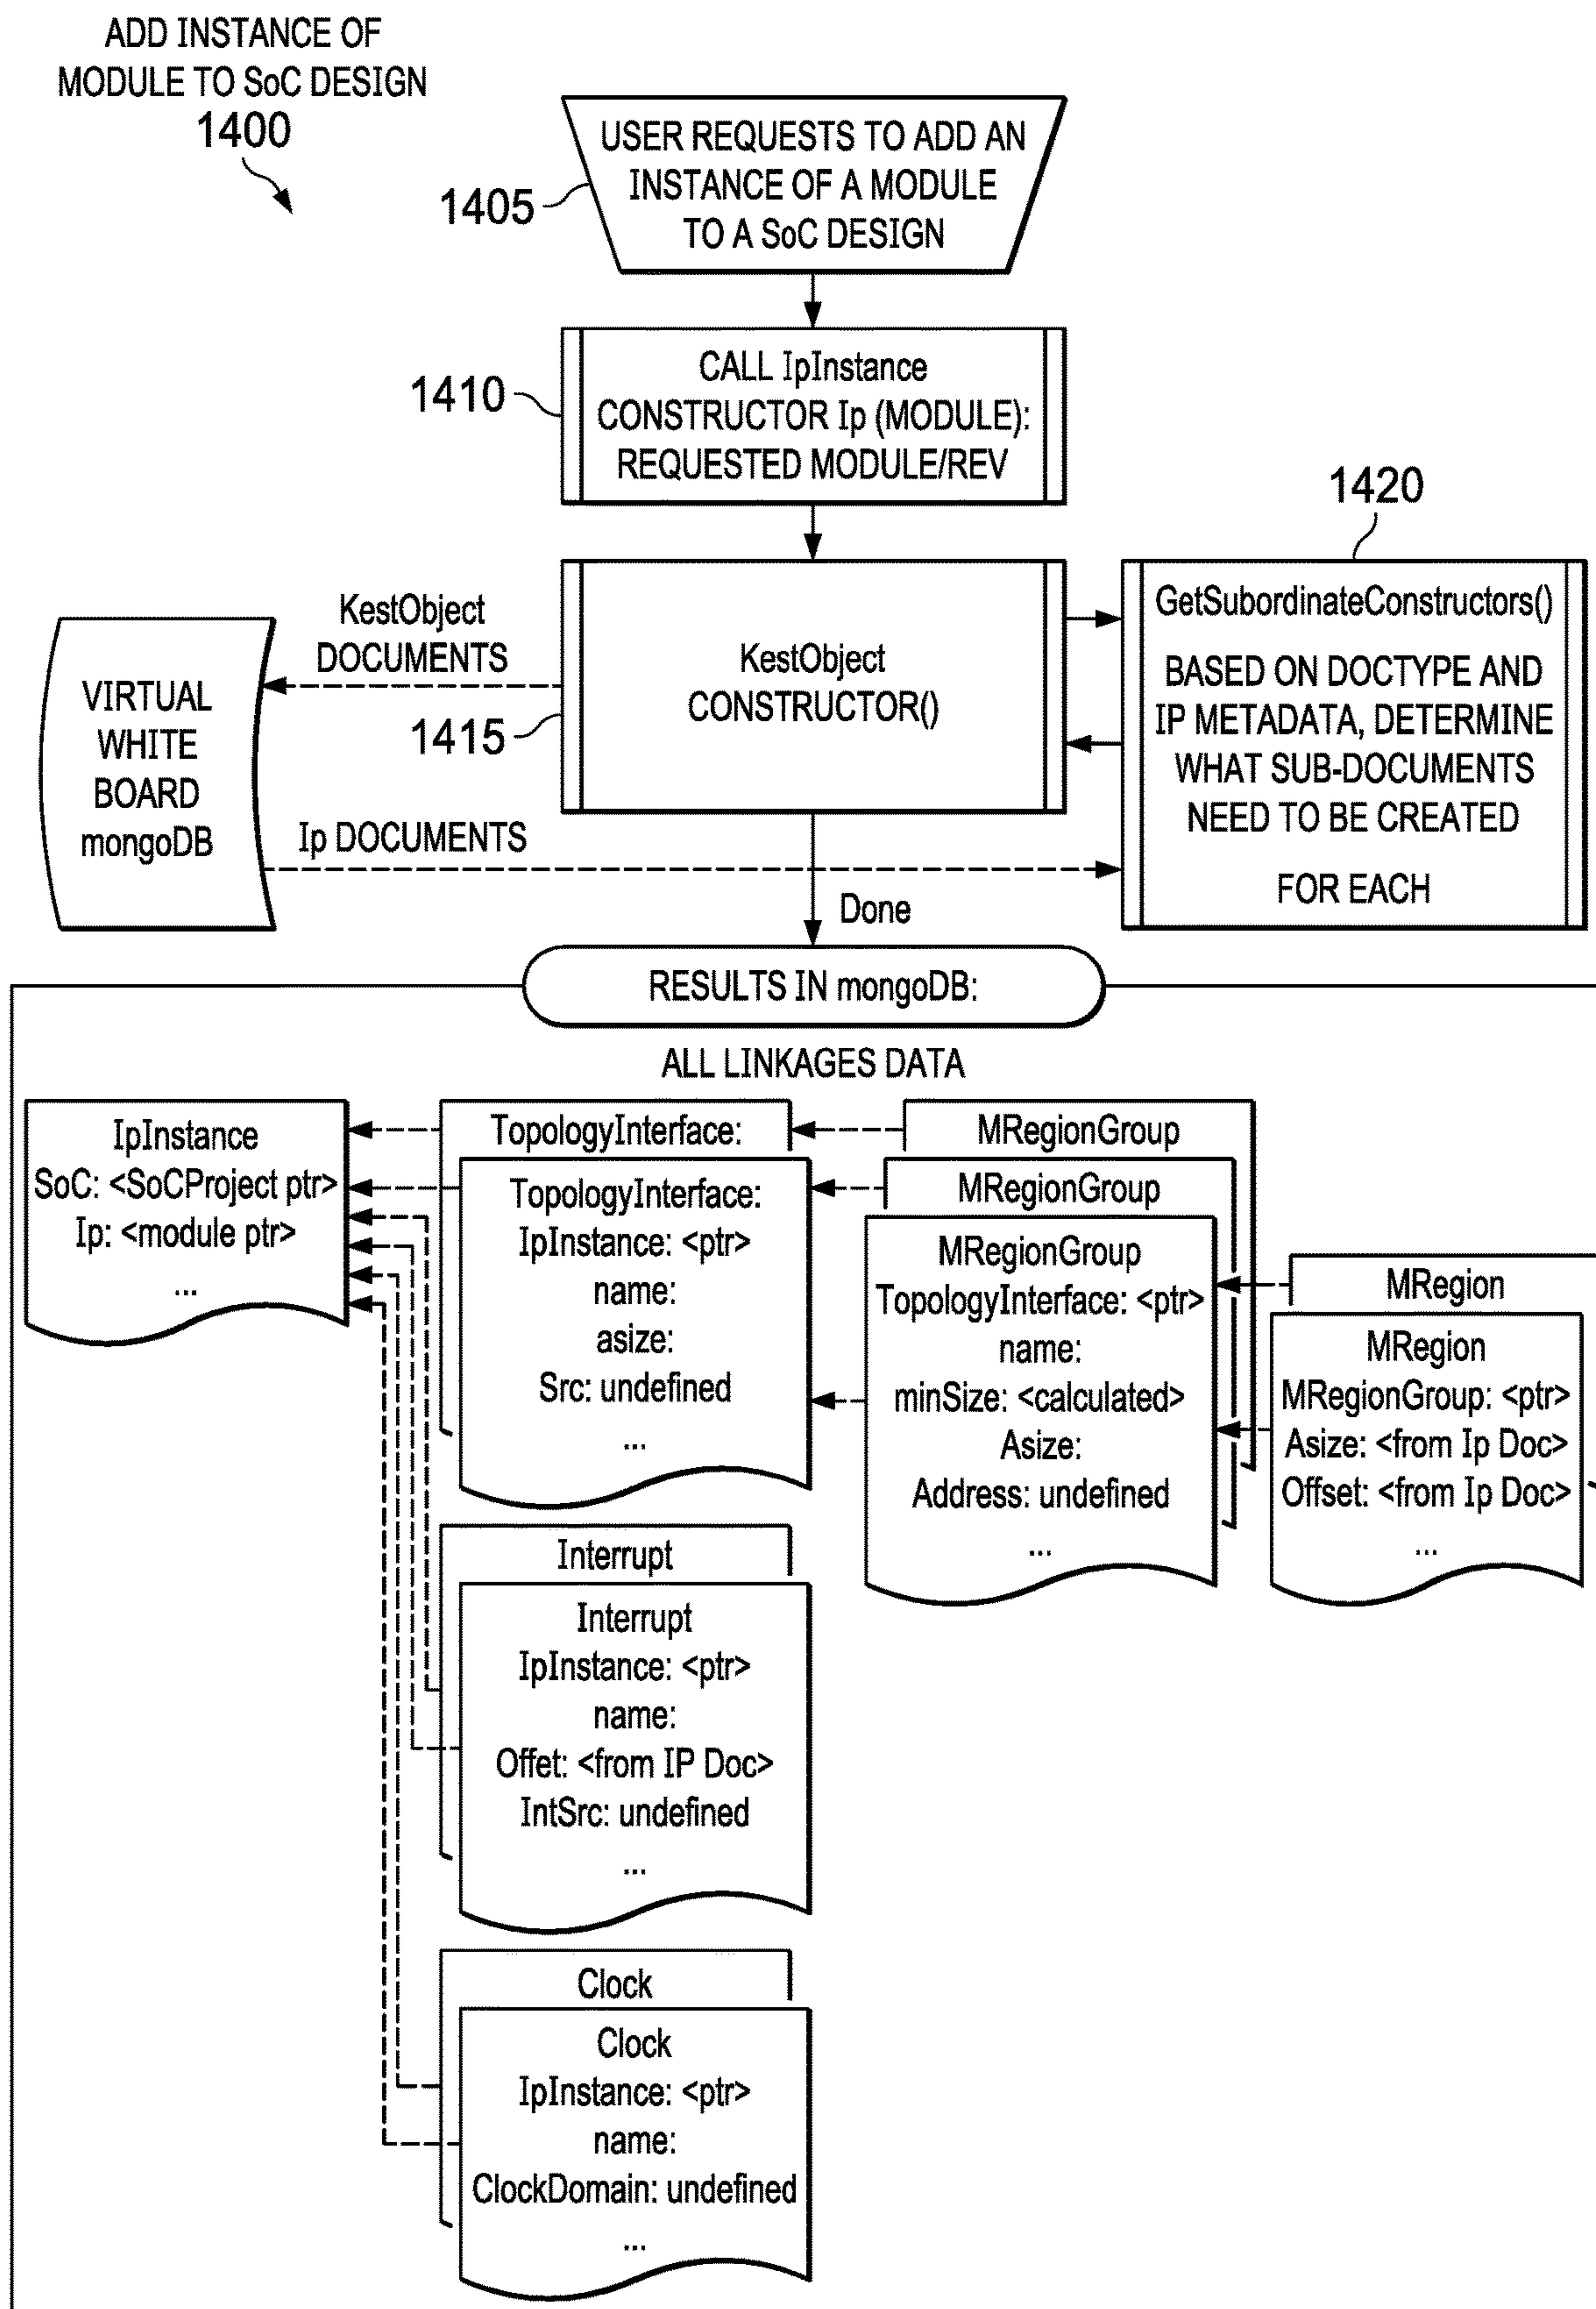 ADD INSTANCE OF
MODULE TO SoC DESIGN
1400
USER REQUESTS TO ADD AN
INSTANCE OF A MODULE
TO A SoC DESIGN
1405
CALL IpInstance
CONSTRUCTOR Ip (MODULE):
REQUESTED MODULE/REV
1410
1420
KestObject
DOCUMENTS
KestObject
CONSTRUCTOR()
1415
GetSubordinateConstructors()
BASED ON DOCTYPE AND
IP METADATA, DETERMINE
WHAT SUB-DOCUMENTS
NEED TO BE CREATED
FOR EACH
VIRTUAL
WHITE
BOARD
mongoDB
Ip DOCUMENTS
Done
RESULTS IN mongoDB:
ALL LINKAGES DATA
IpInstance
SoC: <SoCProject ptr>
Ip: <module ptr>
...
TopologyInterface:
TopologyInterface:
IpInstance: <ptr>
name:
asize:
Src: undefined
...
MRegionGroup
MRegionGroup
MRegionGroup
TopologyInterface: <ptr>
name:
minSize: <calculated>
Asize:
Address: undefined
...
MRegion
MRegion
MRegionGroup: <ptr>
Asize: <from Ip Doc>
Offset: <from Ip Doc>
...
Interrupt
Interrupt
IpInstance: <ptr>
name:
Offet: <from IP Doc>
IntSrc: undefined
...
Clock
Clock
IpInstance: <ptr>
name:
ClockDomain: undefined
...